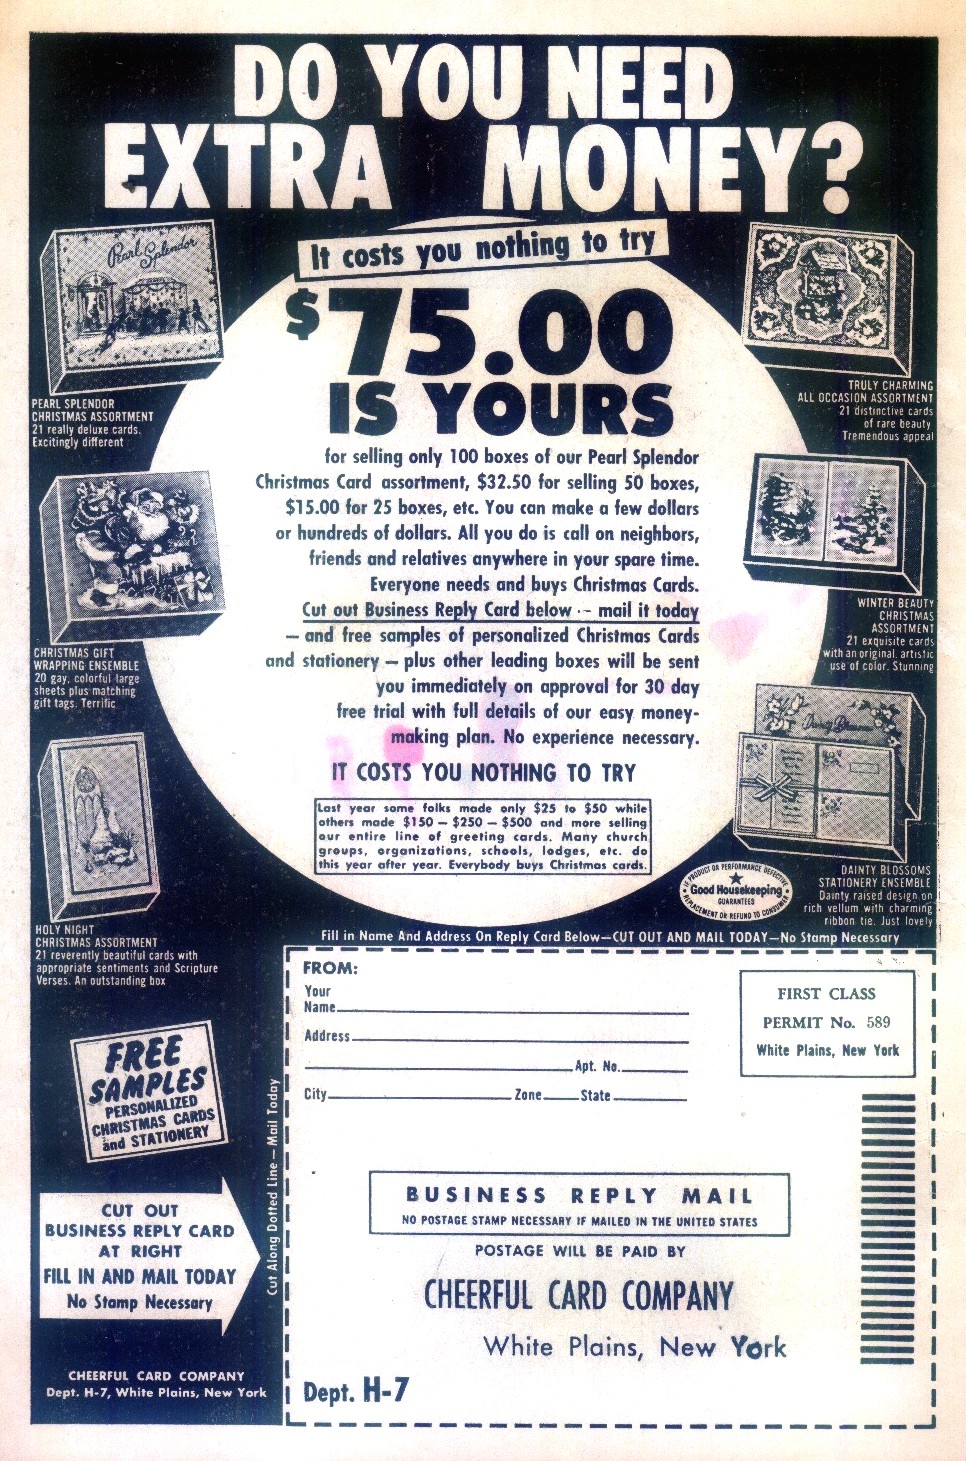 DO YOU NEED
EXTRA MONEY?
It costs you nothing to try
$75.00
IS YOURS
for selling only 100 boxes of our Pearl Splendor
Christmas Card assortment, $32.50 for selling 50 boxes,
$15.00 for 25 boxes, etc. You can make a few dollars
or hundreds of dollars. All you do is call on neighbors,
friends and relatives anywhere in your spare time.
Everyone needs and buys Christmas Cards.
Cut out Business Reply Card below -- mail it today
— and free samples of personalized Christmas Cards
and stationery — plus other leading boxes will be sent
you immediately on approval for 30 day
free trial with full details of our easy money-
making plan. No experience necessary.
IT COSTS YOU NOTHING TO TRY
Last year some folks made only $25 to $50 while
others made $150 — $250 — $500 and more selling
our entire line of greeting cards. Many church
groups, organizations, schools, lodges, etc. do
this year after year. Everybody buys Christmas cards.
Pearl Splendor
PEARL SPLENDOR
CHRISTMAS ASSORTMENT
21 really deluxe cards.
Excitingly different
CHRISTMAS GIFT
WRAPPING ENSEMBLE
20 gay, colorful large
sheets plus matching
gift tags. Terrific
HOLY NIGHT
CHRISTMAS ASSORTMENT
21 reverently beautiful cards with
appropriate sentiments and Scripture
Verses. An outstanding box
TRULY CHARMING
ALL OCCASION ASSORTMENT
21 distinctive cards
of rare beauty
Tremendous appeal
WINTER BEAUTY
CHRISTMAS
ASSORTMENT
21 exquisite cards
with an original, artistic
use of color. Stunning
Dainty Blossoms
DAINTY BLOSSOMS
STATIONERY ENSEMBLE
Dainty raised design on
rich vellum with charming
ribbon tie. Just lovely
IF PRODUCT OR PERFORMANCE DEFECTIVE
Good Housekeeping
GUARANTEES
REPLACEMENT OR REFUND TO CONSUMER
Fill in Name And Address On Reply Card Below—CUT OUT AND MAIL TODAY—No Stamp Necessary
FREE
SAMPLES
PERSONALIZED
CHRISTMAS CARDS
and STATIONERY
CUT OUT
BUSINESS REPLY CARD
AT RIGHT
FILL IN AND MAIL TODAY
No Stamp Necessary
CHEERFUL CARD COMPANY
Dept. H-7, White Plains, New York
Cut Along Dotted Line — Mail Today
FROM:
Your
Name
Address
Apt. No.
City Zone State
FIRST CLASS
PERMIT No. 589
White Plains, New York
BUSINESS REPLY MAIL
NO POSTAGE STAMP NECESSARY IF MAILED IN THE UNITED STATES
POSTAGE WILL BE PAID BY
CHEERFUL CARD COMPANY
White Plains, New York
Dept. H-7